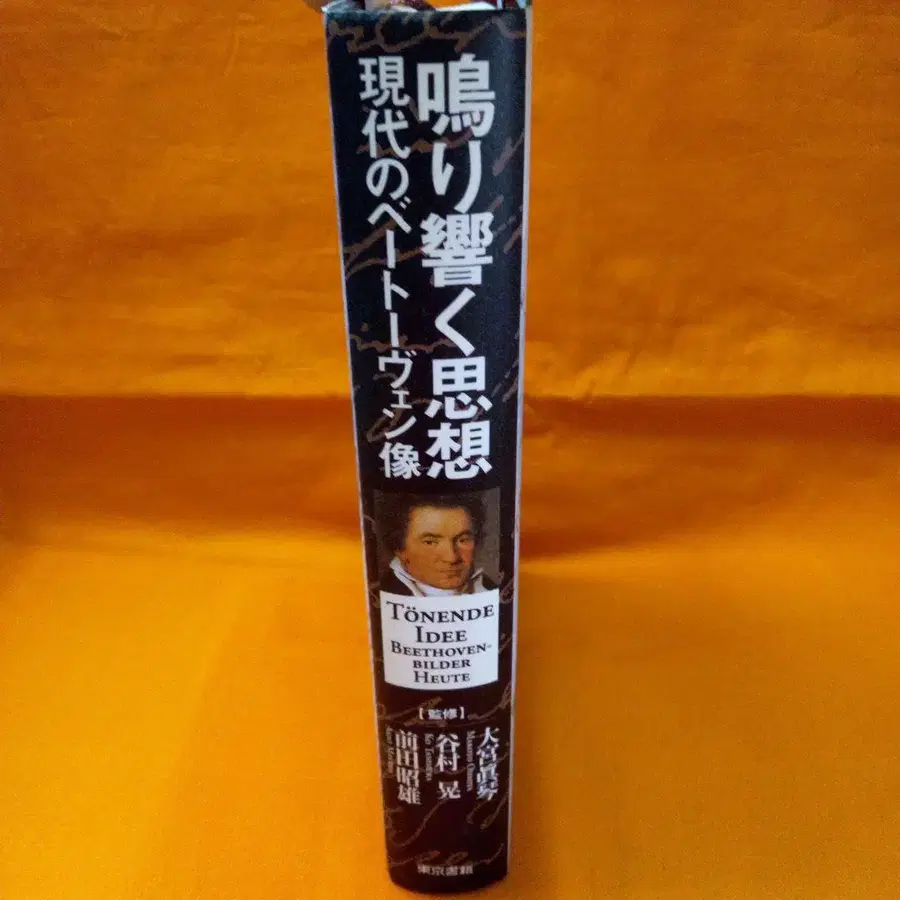 鳴り響く思想
現代のベートーヴェン像
TÖNENDE
IDEE
BEETHOVEN-
BILDER
HEUTE
[監修]
大宮眞琴
谷村 晃
前田昭雄
東京書籍